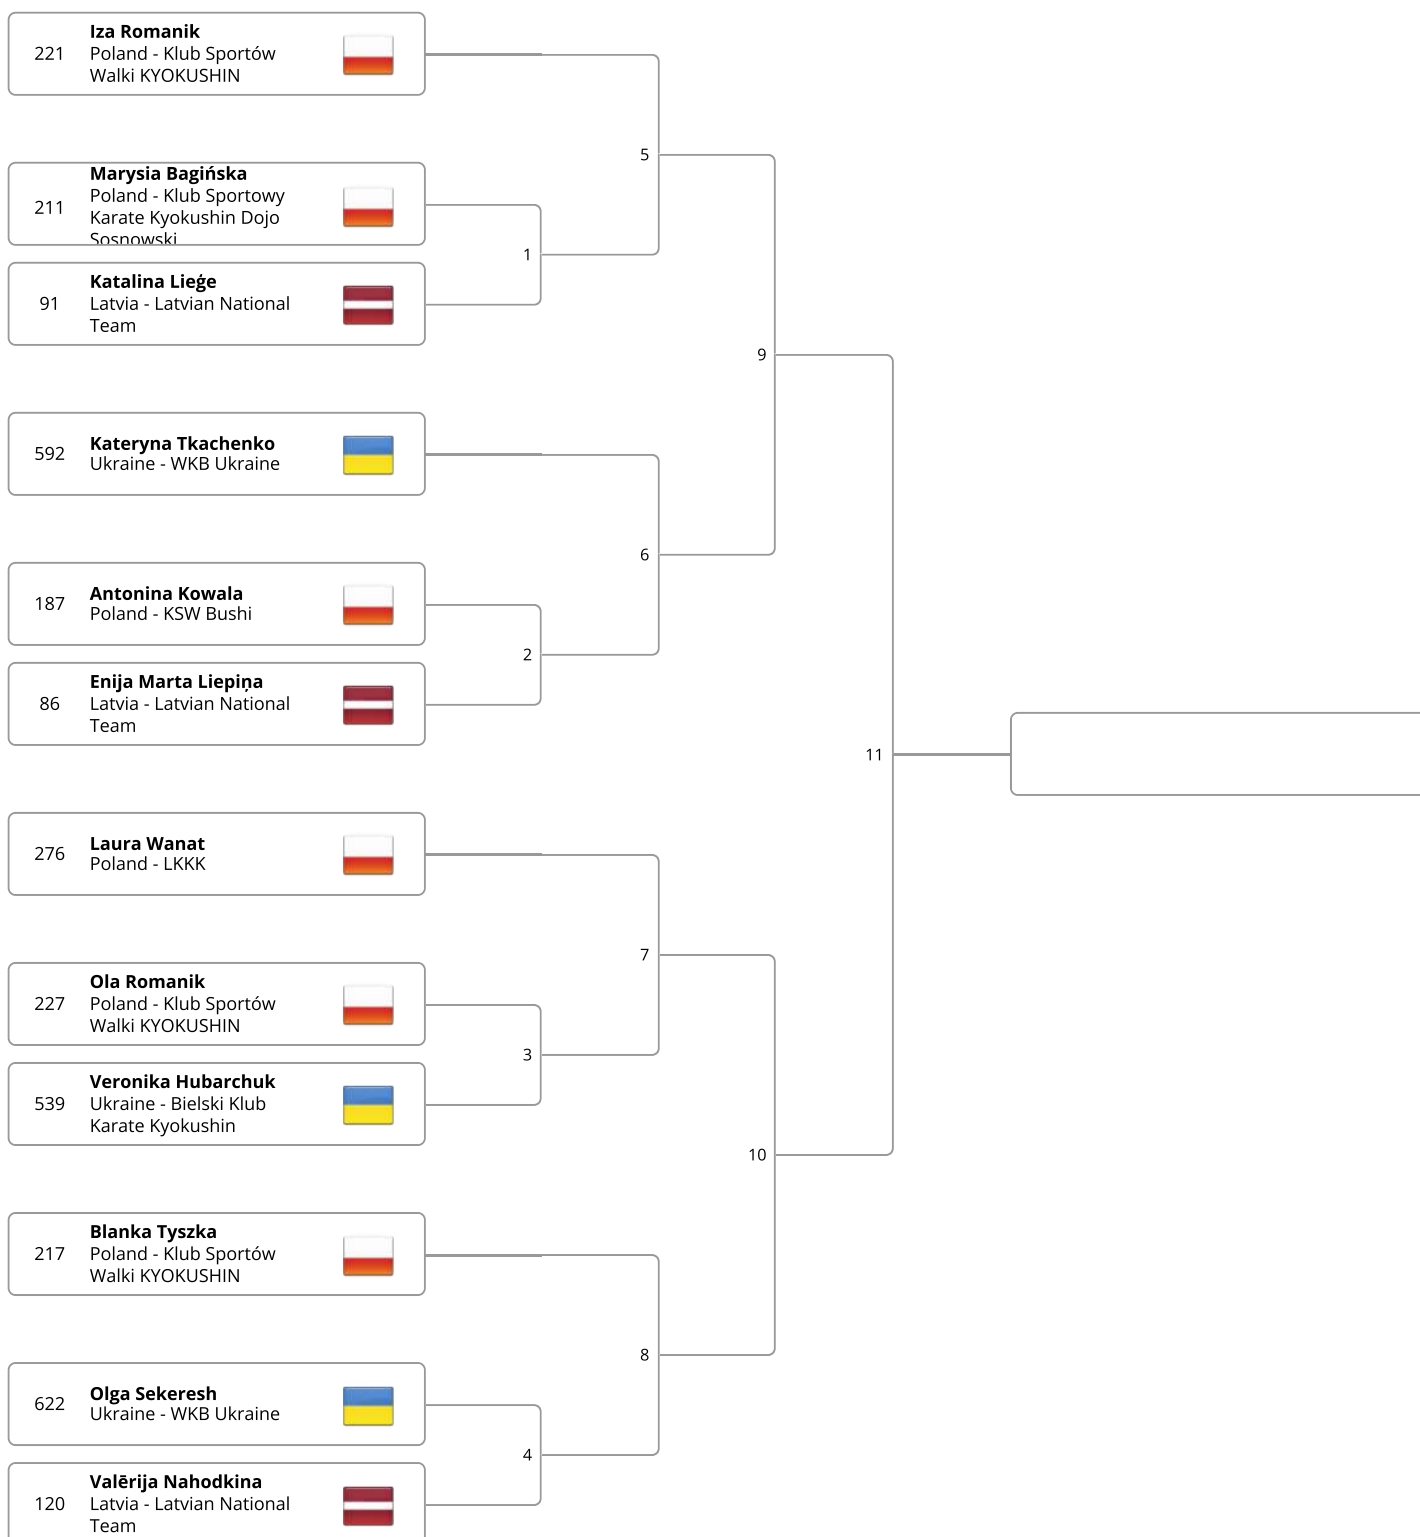 221
Iza Romanik
Poland - Klub Sportów
Walki KYOKUSHIN
5
211
Marysia Bagińska
Poland - Klub Sportowy
Karate Kyokushin Dojo
Sosnowski
1
91
Katalina Lieģe
Latvia - Latvian National
Team
9
592
Kateryna Tkachenko
Ukraine - WKB Ukraine
6
187
Antonina Kowala
Poland - KSW Bushi
2
86
Enija Marta Liepiņa
Latvia - Latvian National
Team
11
276
Laura Wanat
Poland - LKKK
7
227
Ola Romanik
Poland - Klub Sportów
Walki KYOKUSHIN
3
539
Veronika Hubarchuk
Ukraine - Bielski Klub
Karate Kyokushin
10
217
Blanka Tyszka
Poland - Klub Sportów
Walki KYOKUSHIN
8
622
Olga Sekeresh
Ukraine - WKB Ukraine
4
120
Valērija Nahodkina
Latvia - Latvian National
Team